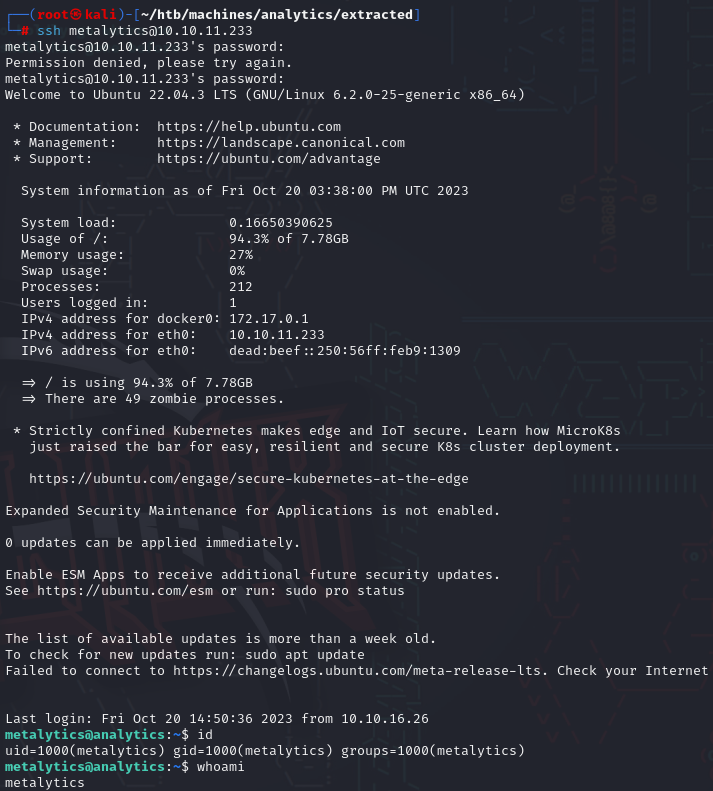 ┌──(root㉿kali)-[~/htb/machines/analytics/extracted]
└─# ssh metalytics@10.10.11.233
metalytics@10.10.11.233's password:
Permission denied, please try again.
metalytics@10.10.11.233's password:
Welcome to Ubuntu 22.04.3 LTS (GNU/Linux 6.2.0-25-generic x86_64)
* Documentation:  https://help.ubuntu.com
* Management:     https://landscape.canonical.com
* Support:        https://ubuntu.com/advantage
System information as of Fri Oct 20 03:38:00 PM UTC 2023
System load:              0.16650390625
Usage of /:               94.3% of 7.78GB
Memory usage:             27%
Swap usage:               0%
Processes:                212
Users logged in:          1
IPv4 address for docker0: 172.17.0.1
IPv4 address for eth0:    10.10.11.233
IPv6 address for eth0:    dead:beef::250:56ff:feb9:1309
=> / is using 94.3% of 7.78GB
=> There are 49 zombie processes.
* Strictly confined Kubernetes makes edge and IoT secure. Learn how MicroK8s
just raised the bar for easy, resilient and secure K8s cluster deployment.
https://ubuntu.com/engage/secure-kubernetes-at-the-edge
Expanded Security Maintenance for Applications is not enabled.
0 updates can be applied immediately.
Enable ESM Apps to receive additional future security updates.
See https://ubuntu.com/esm or run: sudo pro status
The list of available updates is more than a week old.
To check for new updates run: sudo apt update
Failed to connect to https://changelogs.ubuntu.com/meta-release-lts. Check your Internet
Last login: Fri Oct 20 14:50:36 2023 from 10.10.16.26
metalytics@analytics:~$ id
uid=1000(metalytics) gid=1000(metalytics) groups=1000(metalytics)
metalytics@analytics:~$ whoami
metalytics